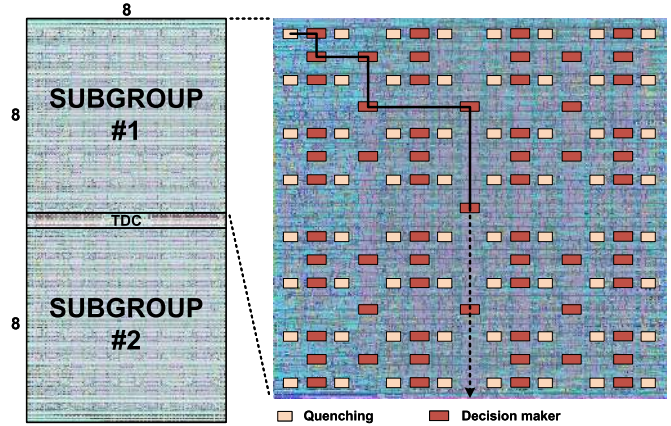 8
8
SUBGROUP
#1
TDC
8
SUBGROUP
#2
Quenching
Decision maker